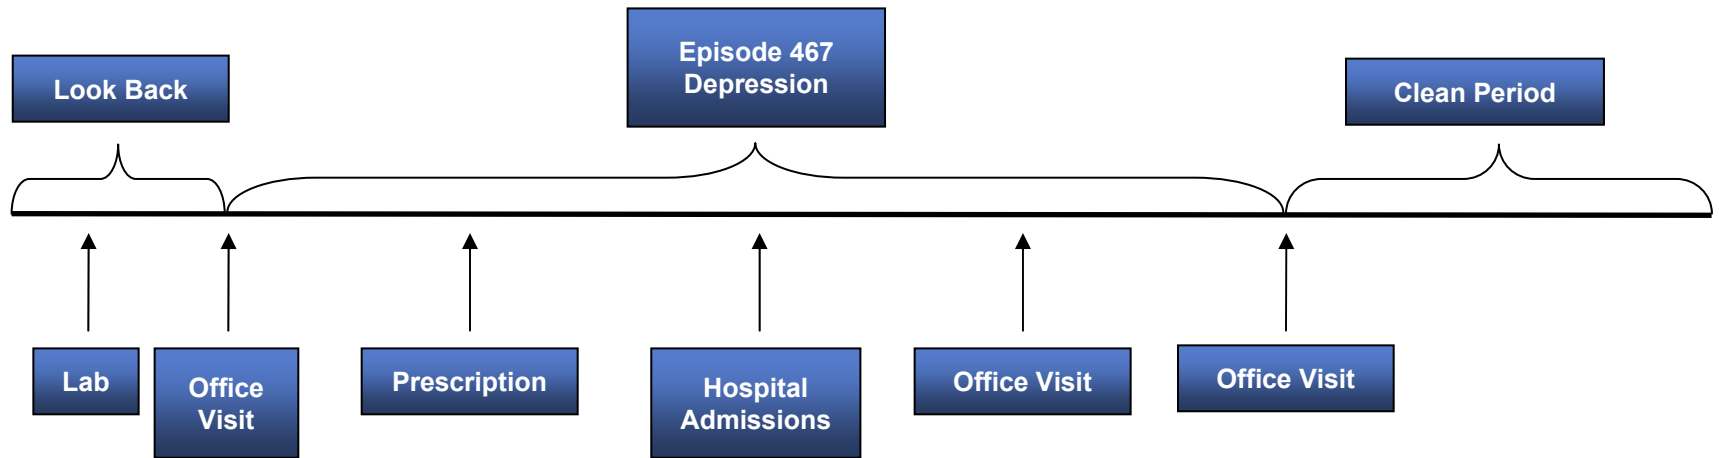 Look Back
Episode 467
Depression
Clean Period
Lab
Office
Visit
Prescription
Hospital
Admissions
Office Visit
Office Visit